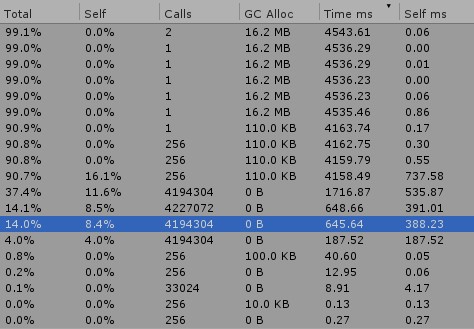 Total Self Calls GC Alloc Time ms Self ms
99.1% 0.0% 2 16.2 MB 4543.61 0.06
99.0% 0.0% 1 16.2 MB 4536.29 0.00
99.0% 0.0% 1 16.2 MB 4536.29 0.01
99.0% 0.0% 1 16.2 MB 4536.23 0.00
99.0% 0.0% 1 16.2 MB 4536.23 0.06
99.0% 0.0% 1 16.2 MB 4535.46 0.86
90.9% 0.0% 1 110.0 KB 4163.74 0.17
90.8% 0.0% 256 110.0 KB 4162.75 0.30
90.8% 0.0% 256 110.0 KB 4159.79 0.55
90.7% 16.1% 256 110.0 KB 4158.49 737.58
37.4% 11.6% 4194304 0 B 1716.87 535.87
14.1% 8.5% 4227072 0 B 648.66 391.01
14.0% 8.4% 4194304 0 B 645.64 388.23
4.0% 4.0% 4194304 0 B 187.52 187.52
0.8% 0.0% 256 100.0 KB 40.60 0.05
0.2% 0.0% 256 0 B 12.95 0.06
0.1% 0.0% 33024 0 B 8.91 4.17
0.0% 0.0% 256 10.0 KB 0.13 0.13
0.0% 0.0% 256 0 B 0.27 0.27